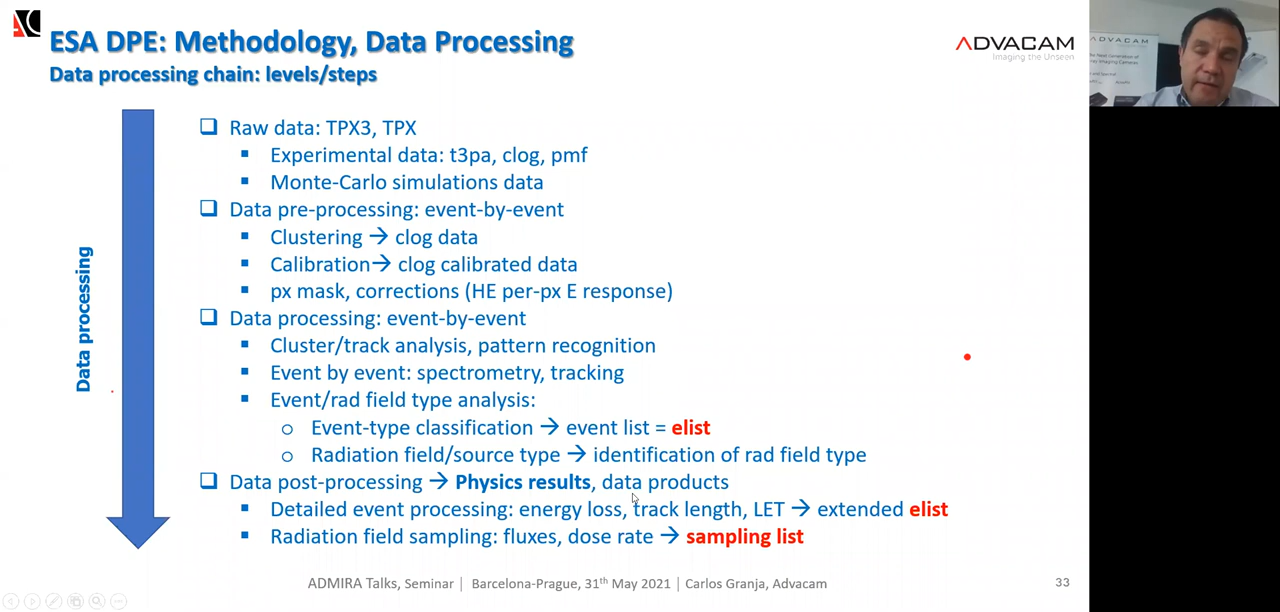 ESA DPE: Methodology, Data Processing
Data processing chain: levels/steps
ADVACAM
Imaging the Unseen
Data processing
❑ Raw data: TPX3, TPX
▪ Experimental data: t3pa, clog, pmf
▪ Monte-Carlo simulations data
❑ Data pre-processing: event-by-event
▪ Clustering → clog data
▪ Calibration→ clog calibrated data
▪ px mask, corrections (HE per-px E response)
❑ Data processing: event-by-event
▪ Cluster/track analysis, pattern recognition
▪ Event by event: spectrometry, tracking
▪ Event/rad field type analysis:
o Event-type classification → event list = elist
o Radiation field/source type → identification of rad field type
❑ Data post-processing → Physics results, data products
▪ Detailed event processing: energy loss, track length, LET → extended elist
▪ Radiation field sampling: fluxes, dose rate → sampling list
ADMIRA Talks, Seminar | Barcelona-Prague, 31th May 2021 | Carlos Granja, Advacam
33